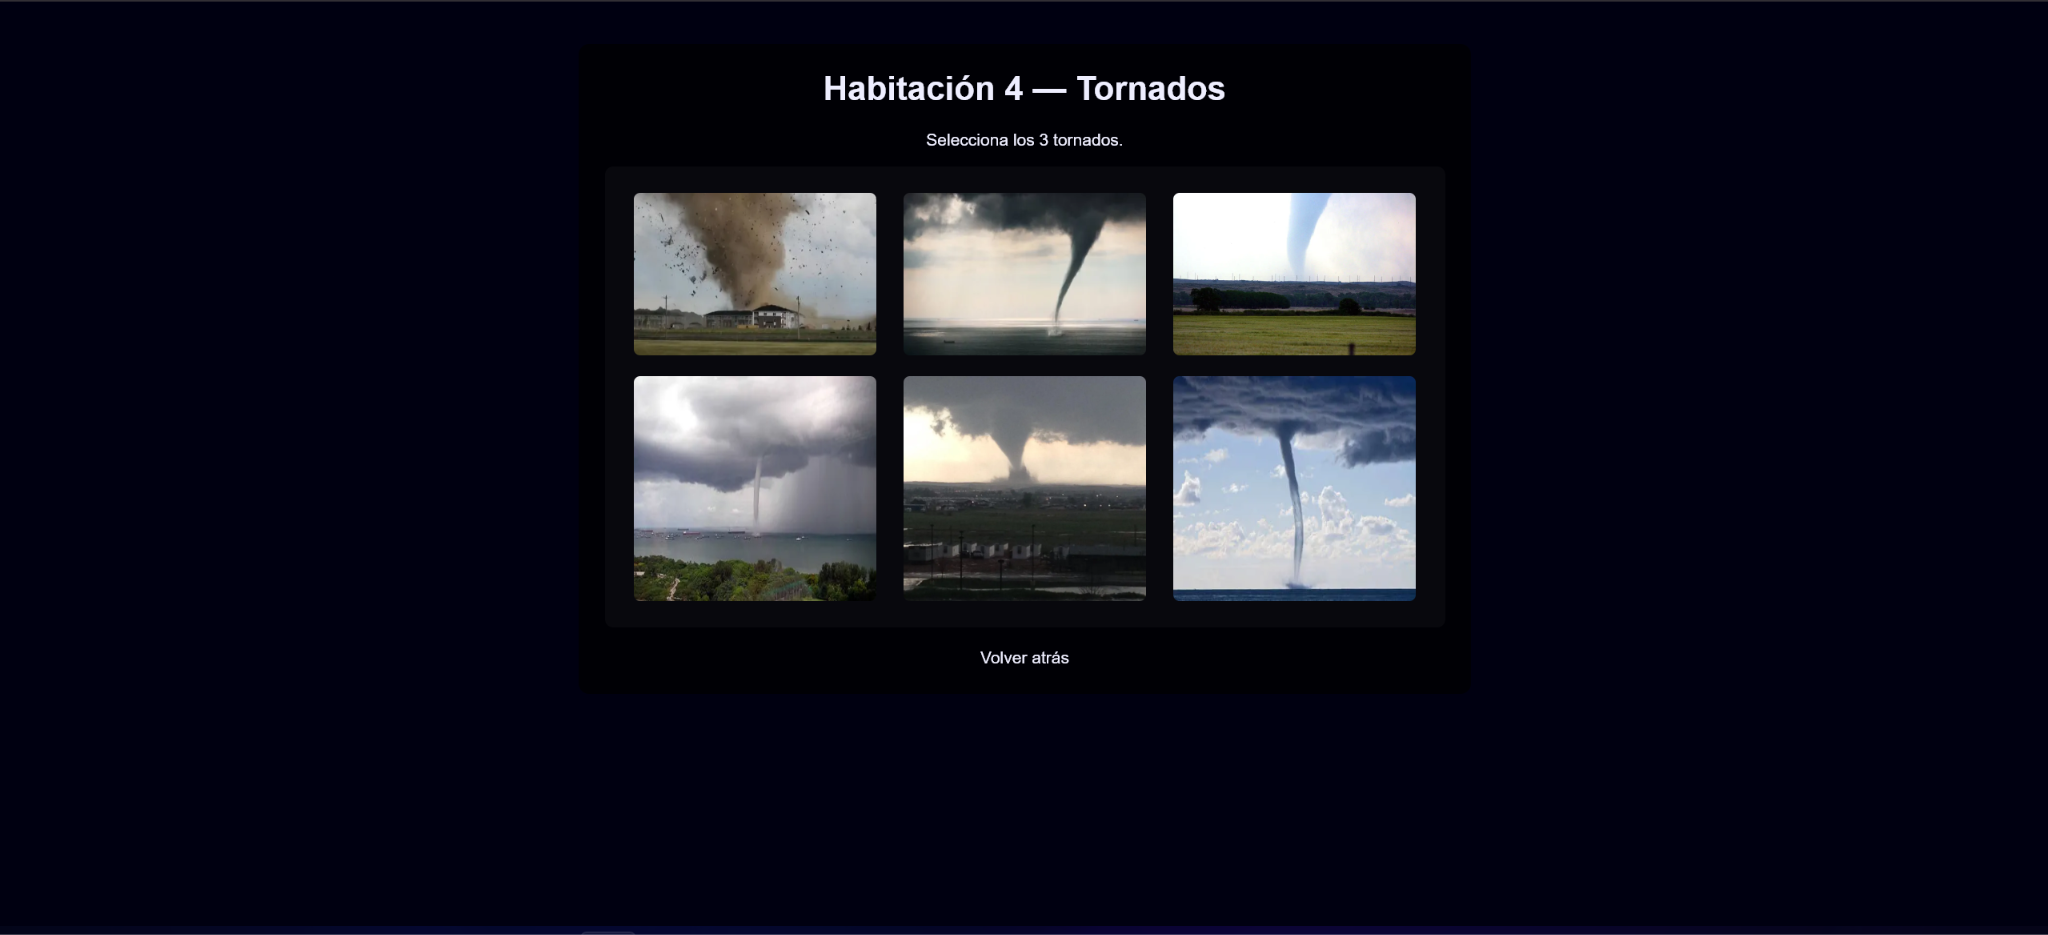 Habitación 4 — Tornados
Selecciona los 3 tornados.
Volver atrás